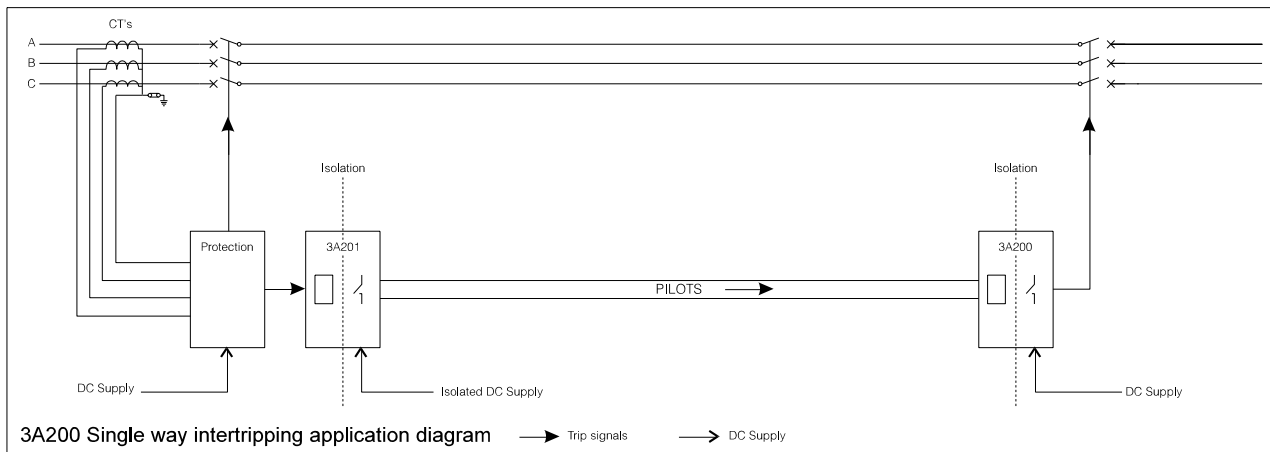 CT's
A
B
C
Isolation
Isolation
Protection
3A201
3A200
PILOTS
DC Supply
Isolated DC Supply
DC Supply
3A200 Single way intertripping application diagram
Trip signals
DC Supply